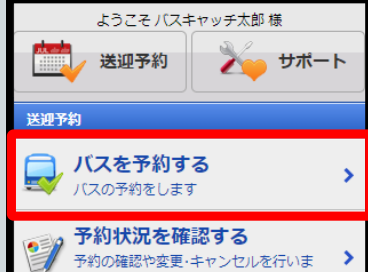 ようこそ バスキャッチ太郎 様
送迎予約 サポート
送迎予約
バスを予約する
バスの予約をします
予約状況を確認する
予約の確認や変更・キャンセルを行いま